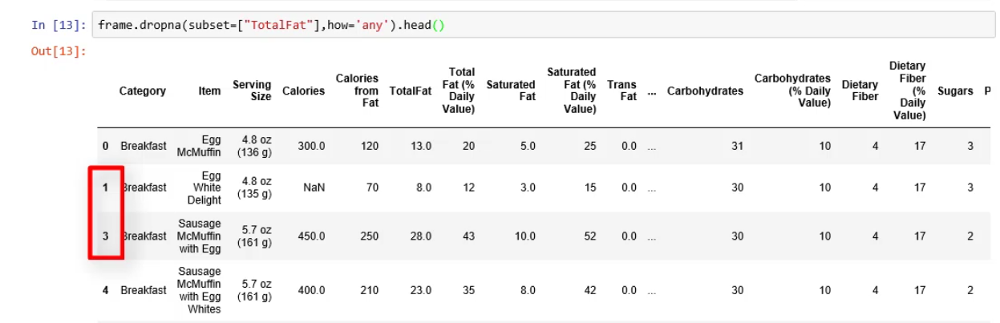 In [13]: frame.dropna(subset=["TotalFat"],how='any').head()
Out[13]:
Category Item Serving Size Calories Calories from Fat TotalFat Total Fat (% Daily Value) Saturated Fat Saturated Fat (% Daily Value) Trans Fat ... Carbohydrates Carbohydrates (% Daily Value) Dietary Fiber Dietary Fiber (% Daily Value) Sugars P
0 Breakfast Egg McMuffin 4.8 oz (136 g) 300.0 120 13.0 20 5.0 25 0.0 ... 31 10 4 17 3
1 Breakfast Egg White Delight 4.8 oz (135 g) NaN 70 8.0 12 3.0 15 0.0 ... 30 10 4 17 3
3 Breakfast Sausage McMuffin with Egg 5.7 oz (161 g) 450.0 250 28.0 43 10.0 52 0.0 ... 30 10 4 17 2
4 Breakfast Sausage McMuffin with Egg Whites 5.7 oz (161 g) 400.0 210 23.0 35 8.0 42 0.0 ... 30 10 4 17 2